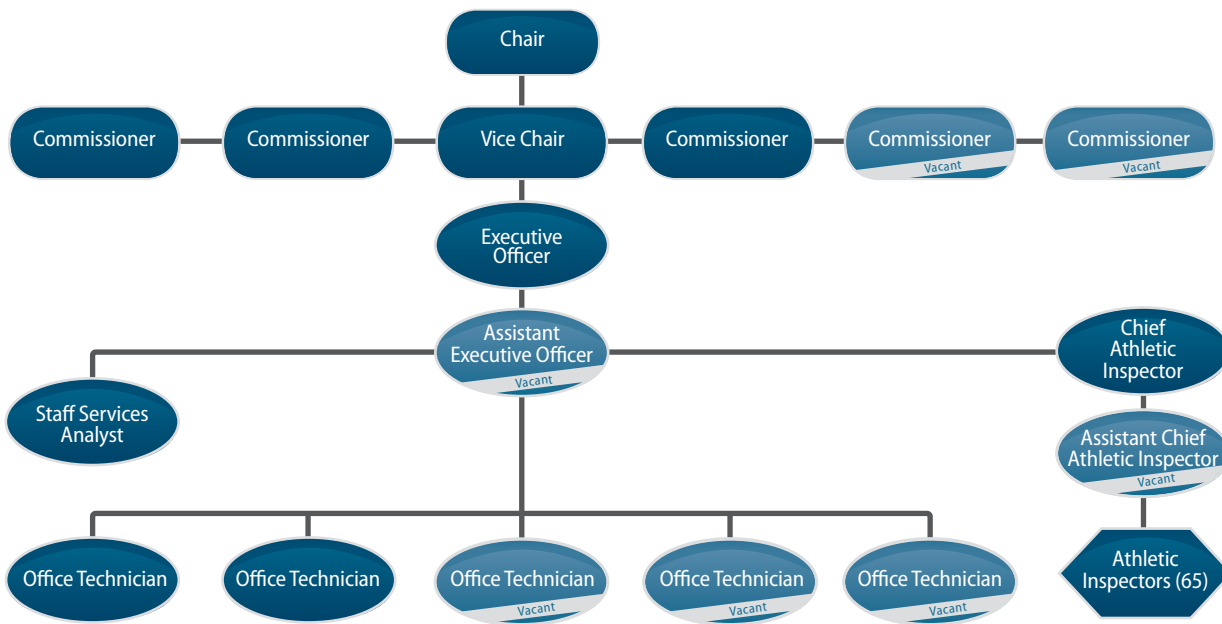 Chair
Commissioner
Commissioner
Vice Chair
Commissioner
Commissioner
Vacant
Commissioner
Vacant
Executive
Officer
Assistant
Executive Officer
Vacant
Chief
Athletic
Inspector
Staff Services
Analyst
Assistant Chief
Athletic Inspector
Vacant
Office Technician
Office Technician
Office Technician
Vacant
Office Technician
Vacant
Office Technician
Vacant
Athletic
Inspectors (65)